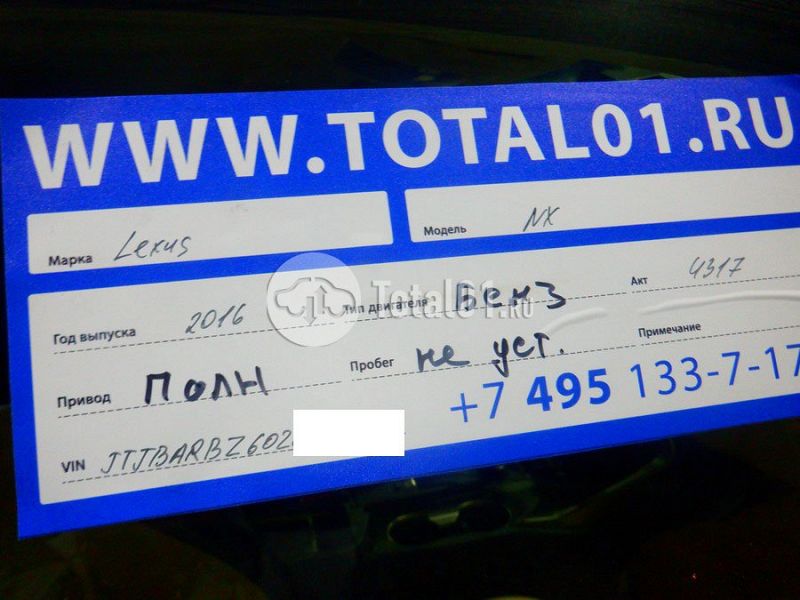 WWW.TOTAL01.RU
Марка Lexus Модель NX
Год выпуска 2016 Тип двигателя Бенз Акт 4317
Total01.RU
Привод Полн Пробег не уст. Примечание
+7 495 133-7-17
VIN JTJBARBZ602